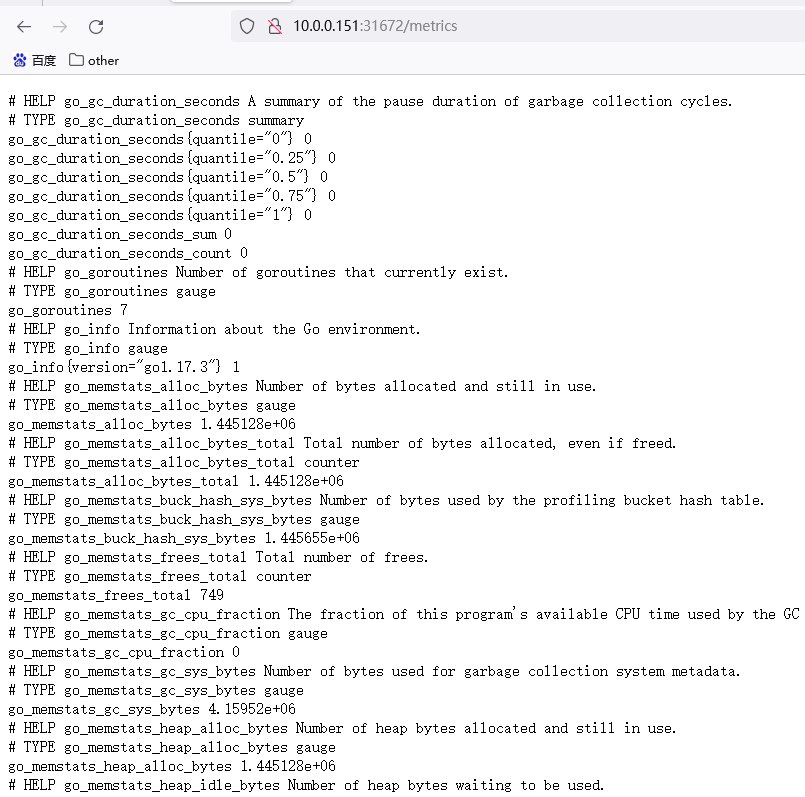 10.0.0.151:31672/metrics
百度 other
# HELP go_gc_duration_seconds A summary of the pause duration of garbage collection cycles.
# TYPE go_gc_duration_seconds summary
go_gc_duration_seconds{quantile="0"} 0
go_gc_duration_seconds{quantile="0.25"} 0
go_gc_duration_seconds{quantile="0.5"} 0
go_gc_duration_seconds{quantile="0.75"} 0
go_gc_duration_seconds{quantile="1"} 0
go_gc_duration_seconds_sum 0
go_gc_duration_seconds_count 0
# HELP go_goroutines Number of goroutines that currently exist.
# TYPE go_goroutines gauge
go_goroutines 7
# HELP go_info Information about the Go environment.
# TYPE go_info gauge
go_info{version="go1.17.3"} 1
# HELP go_memstats_alloc_bytes Number of bytes allocated and still in use.
# TYPE go_memstats_alloc_bytes gauge
go_memstats_alloc_bytes 1.445128e+06
# HELP go_memstats_alloc_bytes_total Total number of bytes allocated, even if freed.
# TYPE go_memstats_alloc_bytes_total counter
go_memstats_alloc_bytes_total 1.445128e+06
# HELP go_memstats_buck_hash_sys_bytes Number of bytes used by the profiling bucket hash table.
# TYPE go_memstats_buck_hash_sys_bytes gauge
go_memstats_buck_hash_sys_bytes 1.445655e+06
# HELP go_memstats_frees_total Total number of frees.
# TYPE go_memstats_frees_total counter
go_memstats_frees_total 749
# HELP go_memstats_gc_cpu_fraction The fraction of this program's available CPU time used by the GC
# TYPE go_memstats_gc_cpu_fraction gauge
go_memstats_gc_cpu_fraction 0
# HELP go_memstats_gc_sys_bytes Number of bytes used for garbage collection system metadata.
# TYPE go_memstats_gc_sys_bytes gauge
go_memstats_gc_sys_bytes 4.15952e+06
# HELP go_memstats_heap_alloc_bytes Number of heap bytes allocated and still in use.
# TYPE go_memstats_heap_alloc_bytes gauge
go_memstats_heap_alloc_bytes 1.445128e+06
# HELP go_memstats_heap_idle_bytes Number of heap bytes waiting to be used.